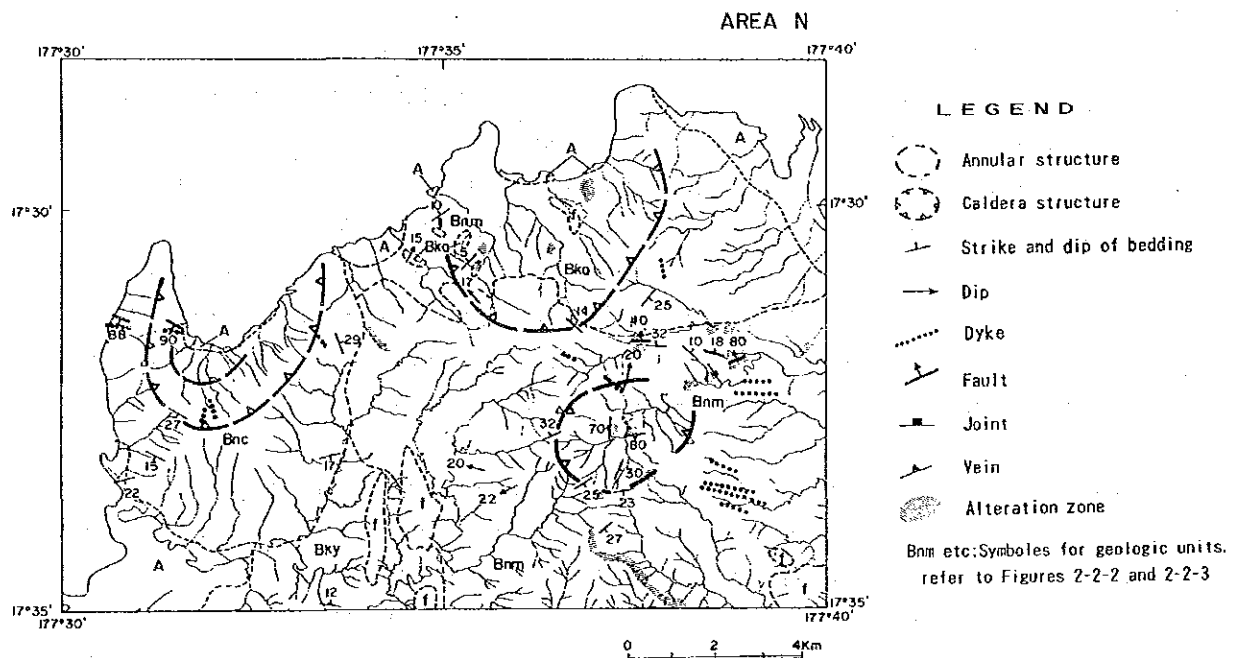 AREA N
177°30' 177°35' 177°40'
A A A
17°30' 17°30'
Bnm
15 Bko A
Bko
25
14
40
88 90 A 32
29 10 18 80
i
20
Bnm
27 Bnc 32 70
80
15 17 20 30
22 22 25 23
f f 27
A Bky Bnm
12 f f
17°35' 17°35'
177°30' 177°40'
0 2 4Km
LEGEND
Annular structure
Caldera structure
Strike and dip of bedding
Dip
Dyke
Fault
Joint
Vein
Alteration zone
Bnm etc:Symboles for geologic units.
refer to Figures 2-2-2 and 2-2-3